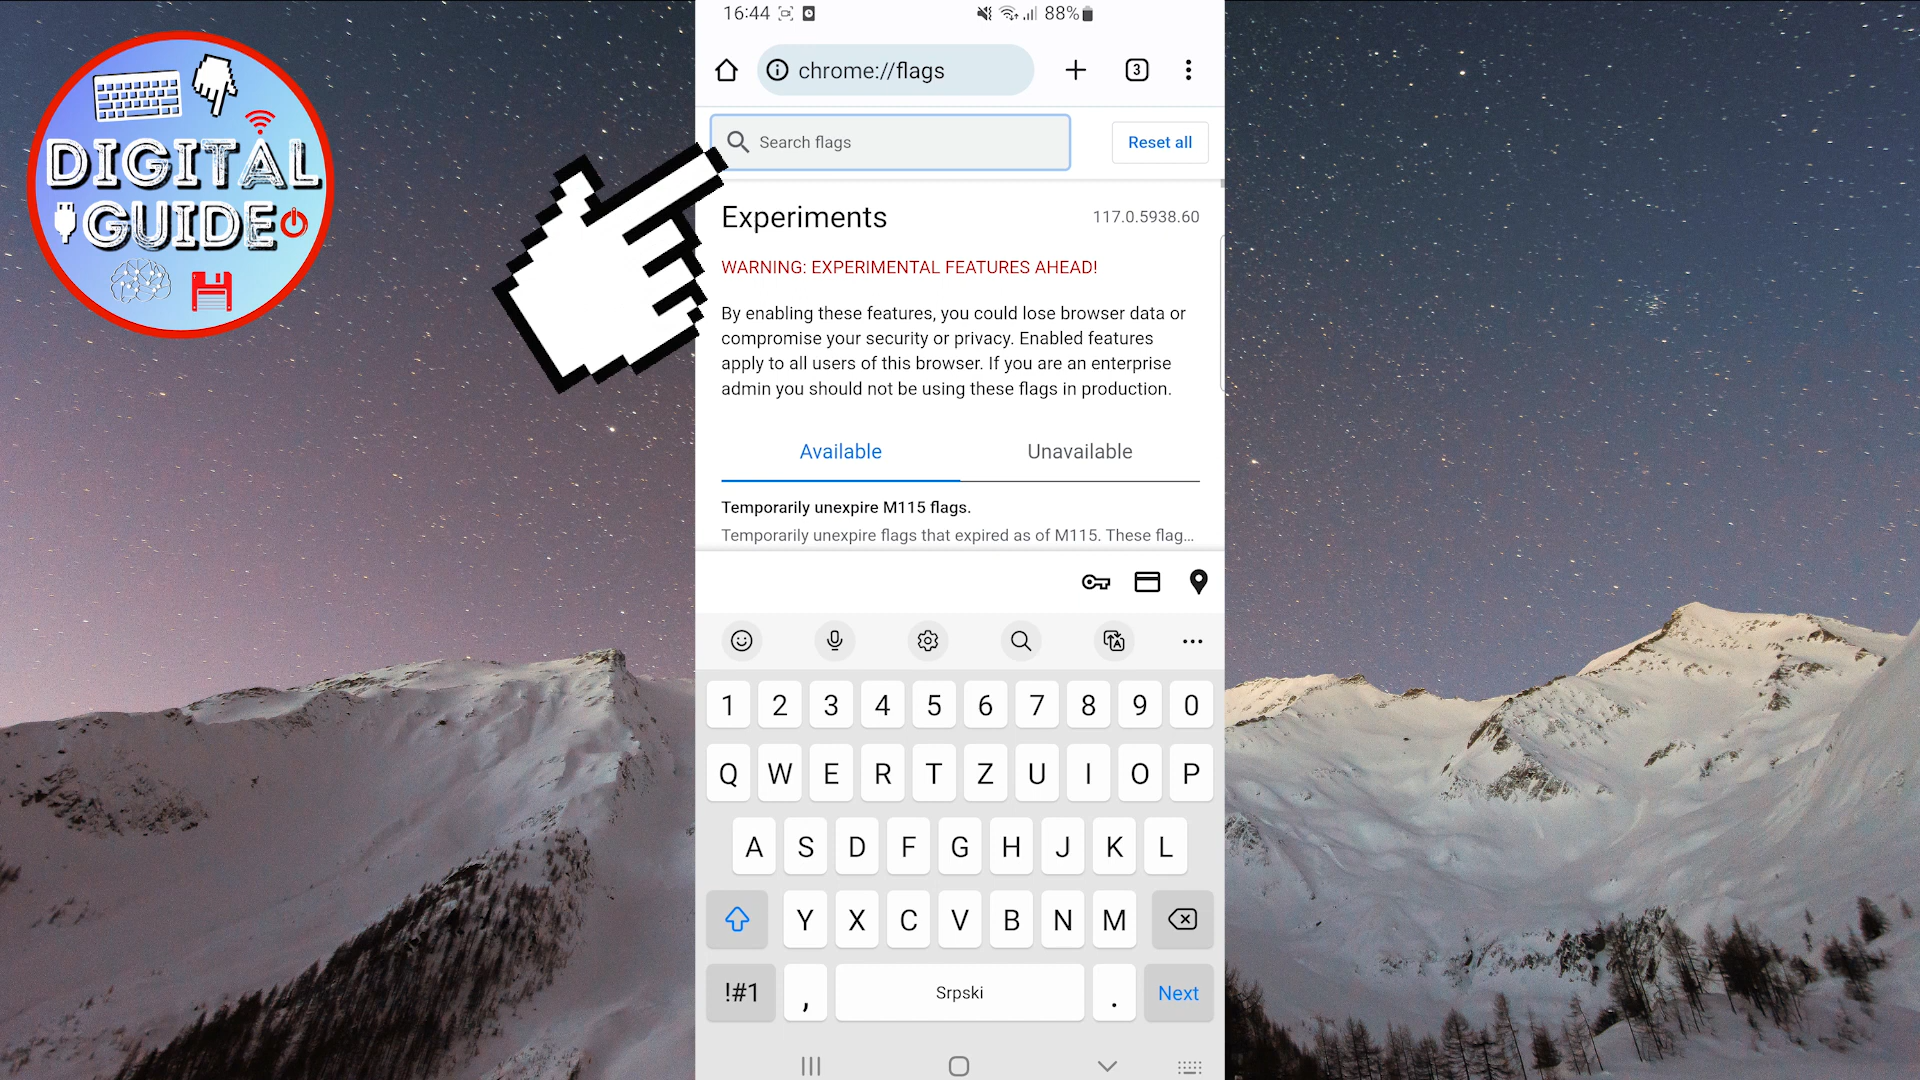 DIGITAL
GUIDE
16:44
88%
chrome://flags
3
Search flags
Reset all
Experiments
117.0.5938.60
WARNING: EXPERIMENTAL FEATURES AHEAD!
By enabling these features, you could lose browser data or
compromise your security or privacy. Enabled features
apply to all users of this browser. If you are an enterprise
admin you should not be using these flags in production.
Available
Unavailable
Temporarily unexpire M115 flags.
Temporarily unexpire flags that expired as of M115. These flag...
1 2 3 4 5 6 7 8 9 0
Q W E R T Z U I O P
A S D F G H J K L
Y X C V B N M
!#1 , Srpski . Next